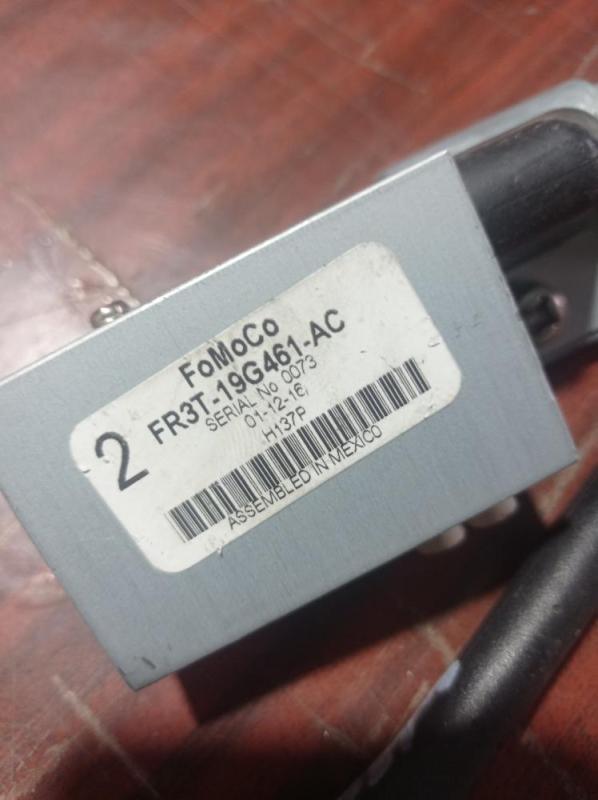 FoMoCo
FR3T-19G461-AC
SERIAL No 0073
01-12-16
H137P
2
ASSEMBLED IN MEXICO